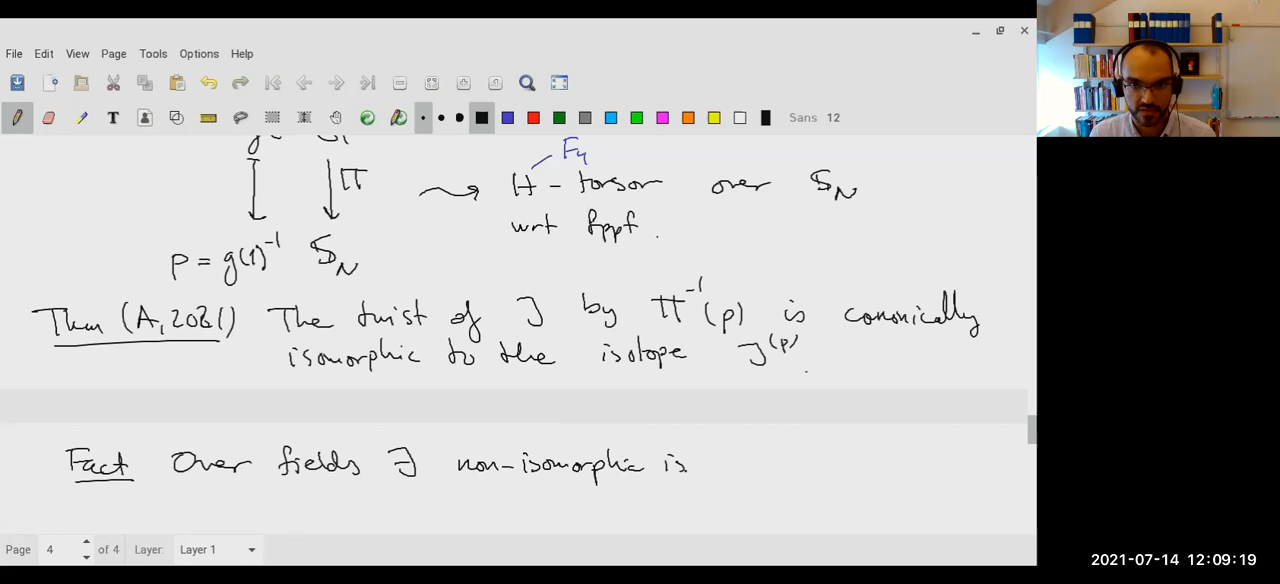 File Edit View Page Tools Options Help
Sans 12
F₄
π ⤳ H - torsor over 𝕊_N
wrt fppf.
p = g(1)⁻¹ 𝕊_N
Thm (A, 2021) The twist of J by Π⁻¹(p) is canonically
isomorphic to the isotope J⁽ᵖ⁾.
Fact Over fields ∃ non-isomorphic is
Page 4 of 4 Layer: Layer 1
2021-07-14 12:09:19